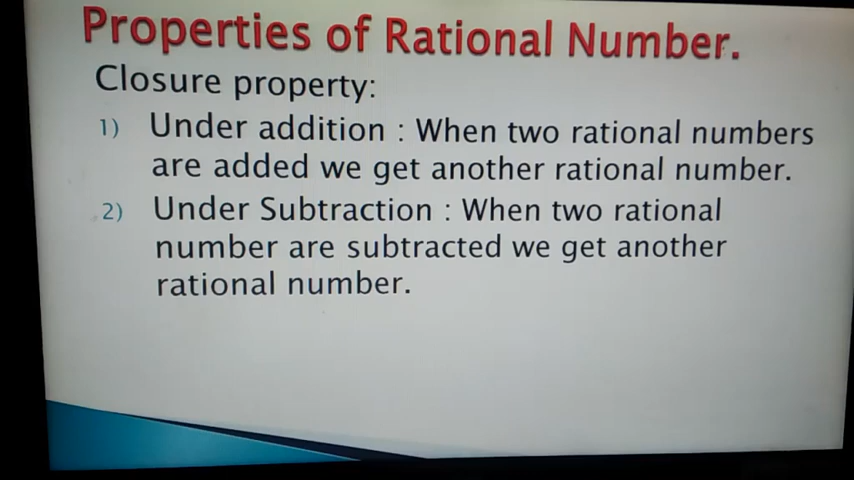 Properties of Rational Number.
Closure property:
1) Under addition : When two rational numbers
are added we get another rational number.
2) Under Subtraction : When two rational
number are subtracted we get another
rational number.